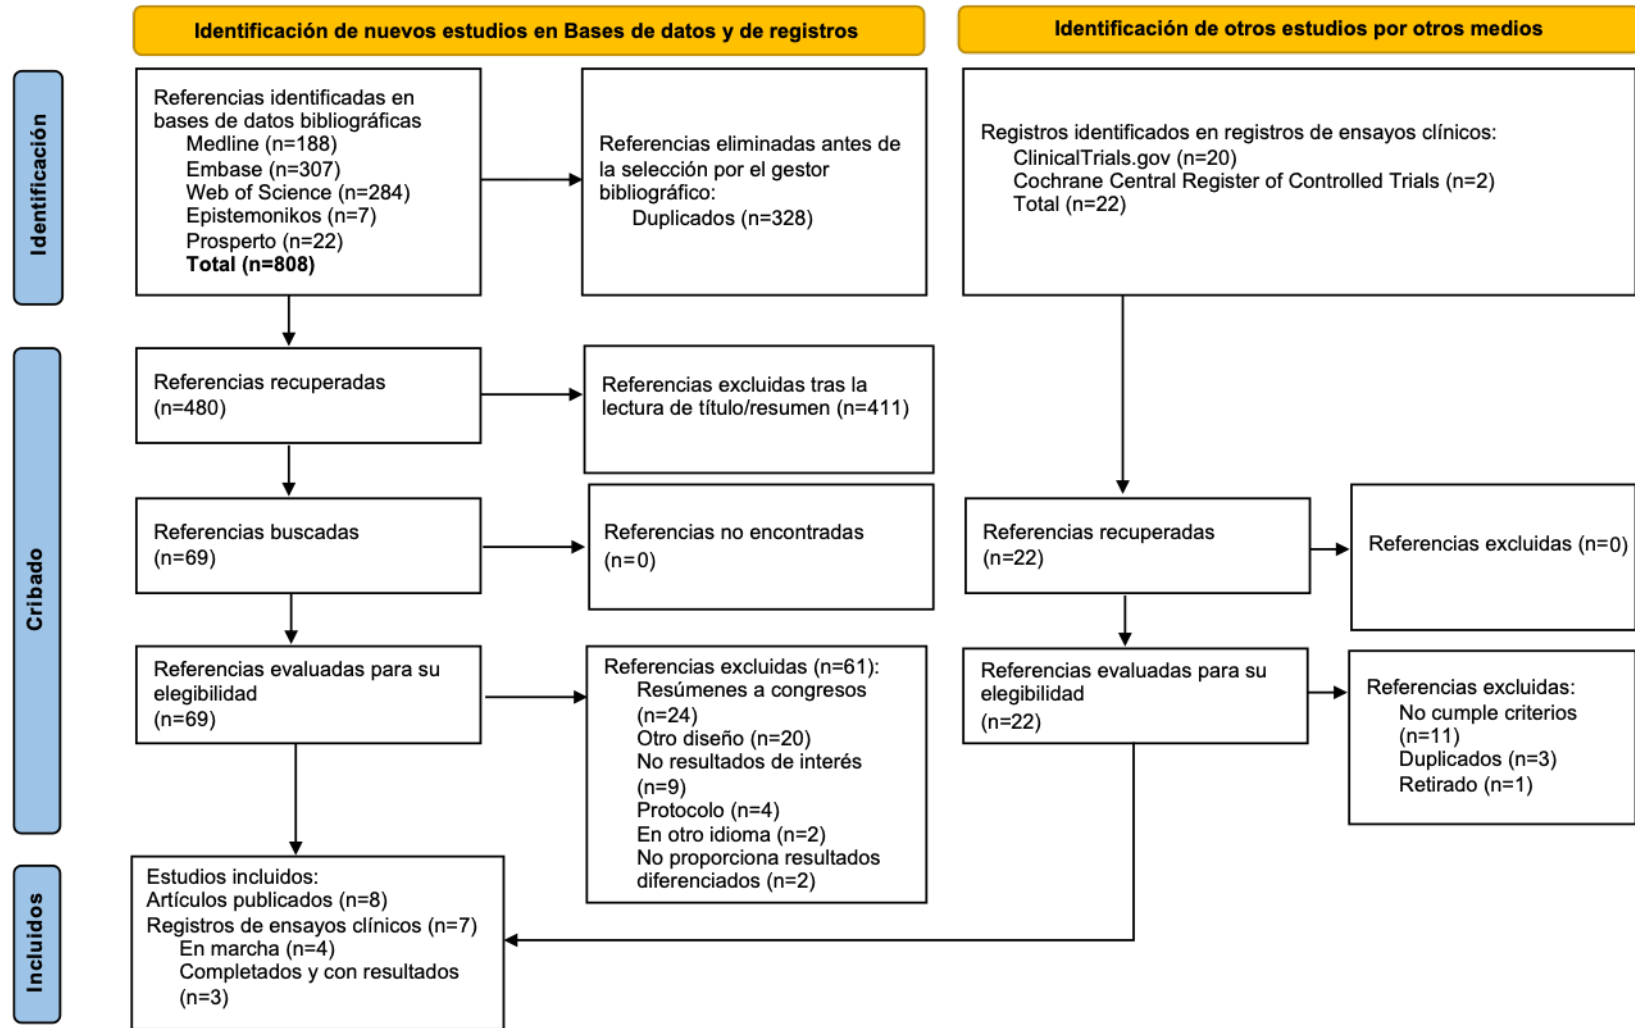 Identificación de nuevos estudios en Bases de datos y de registros
Identificación de otros estudios por otros medios
Identificación
Referencias identificadas en
bases de datos bibliográficas
Medline (n=188)
Embase (n=307)
Web of Science (n=284)
Epistemonikos (n=7)
Prosperto (n=22)
Total (n=808)
Referencias eliminadas antes de
la selección por el gestor
bibliográfico:
Duplicados (n=328)
Registros identificados en registros de ensayos clínicos:
ClinicalTrials.gov (n=20)
Cochrane Central Register of Controlled Trials (n=2)
Total (n=22)
Cribado
Referencias recuperadas
(n=480)
Referencias excluidas tras la
lectura de título/resumen (n=411)
Referencias buscadas
(n=69)
Referencias no encontradas
(n=0)
Referencias recuperadas
(n=22)
Referencias excluidas (n=0)
Referencias evaluadas para su
elegibilidad
(n=69)
Referencias excluidas (n=61):
Resúmenes a congresos
(n=24)
Otro diseño (n=20)
No resultados de interés
(n=9)
Protocolo (n=4)
En otro idioma (n=2)
No proporciona resultados
diferenciados (n=2)
Referencias evaluadas para su
elegibilidad
(n=22)
Referencias excluidas:
No cumple criterios
(n=11)
Duplicados (n=3)
Retirado (n=1)
Incluidos
Estudios incluidos:
Artículos publicados (n=8)
Registros de ensayos clínicos (n=7)
En marcha (n=4)
Completados y con resultados
(n=3)